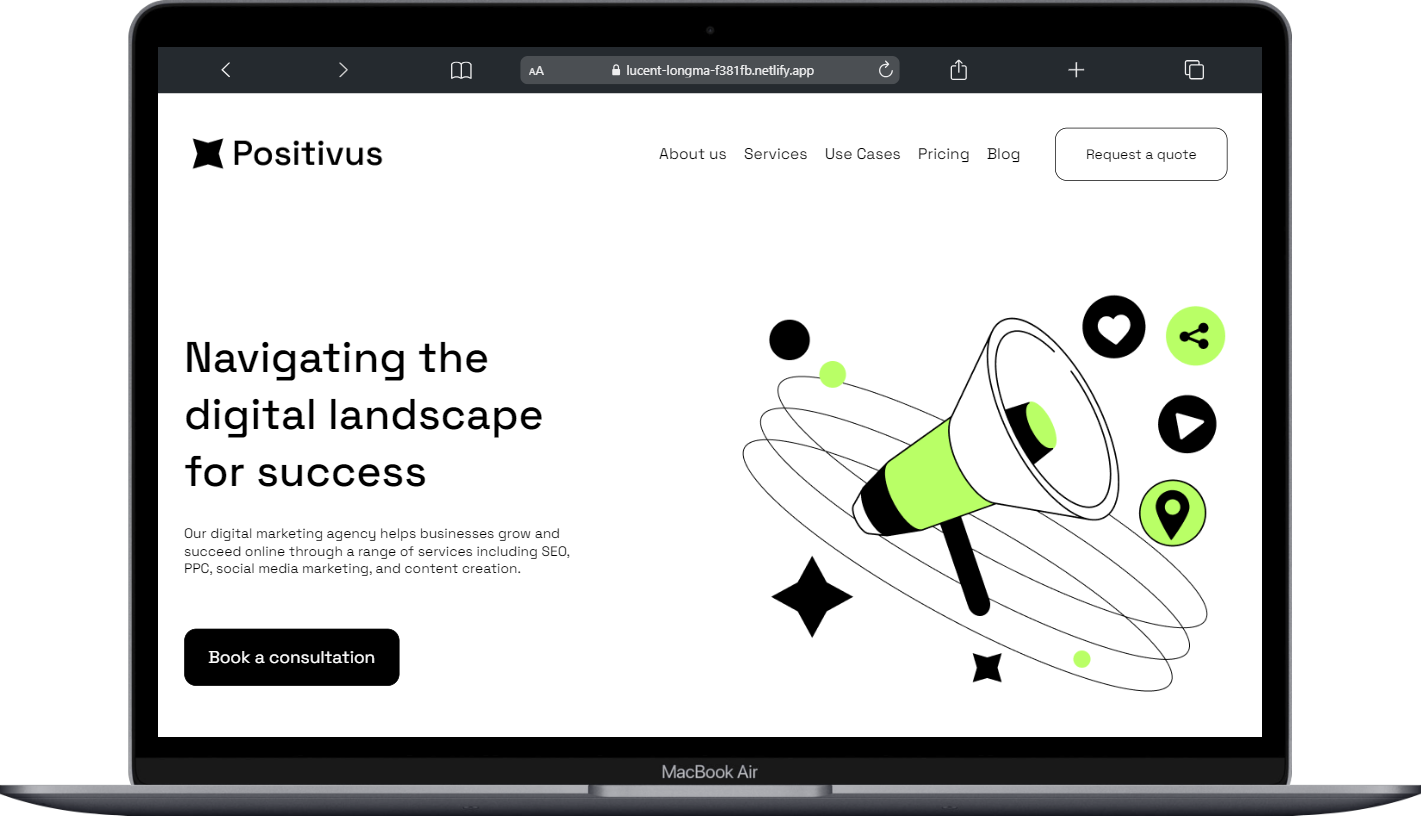 AA lucent-longma-f381fb.netlify.app
Positivus
About us Services Use Cases Pricing Blog Request a quote
Navigating the
digital landscape
for success
Our digital marketing agency helps businesses grow and
succeed online through a range of services including SEO,
PPC, social media marketing, and content creation.
Book a consultation
MacBook Air